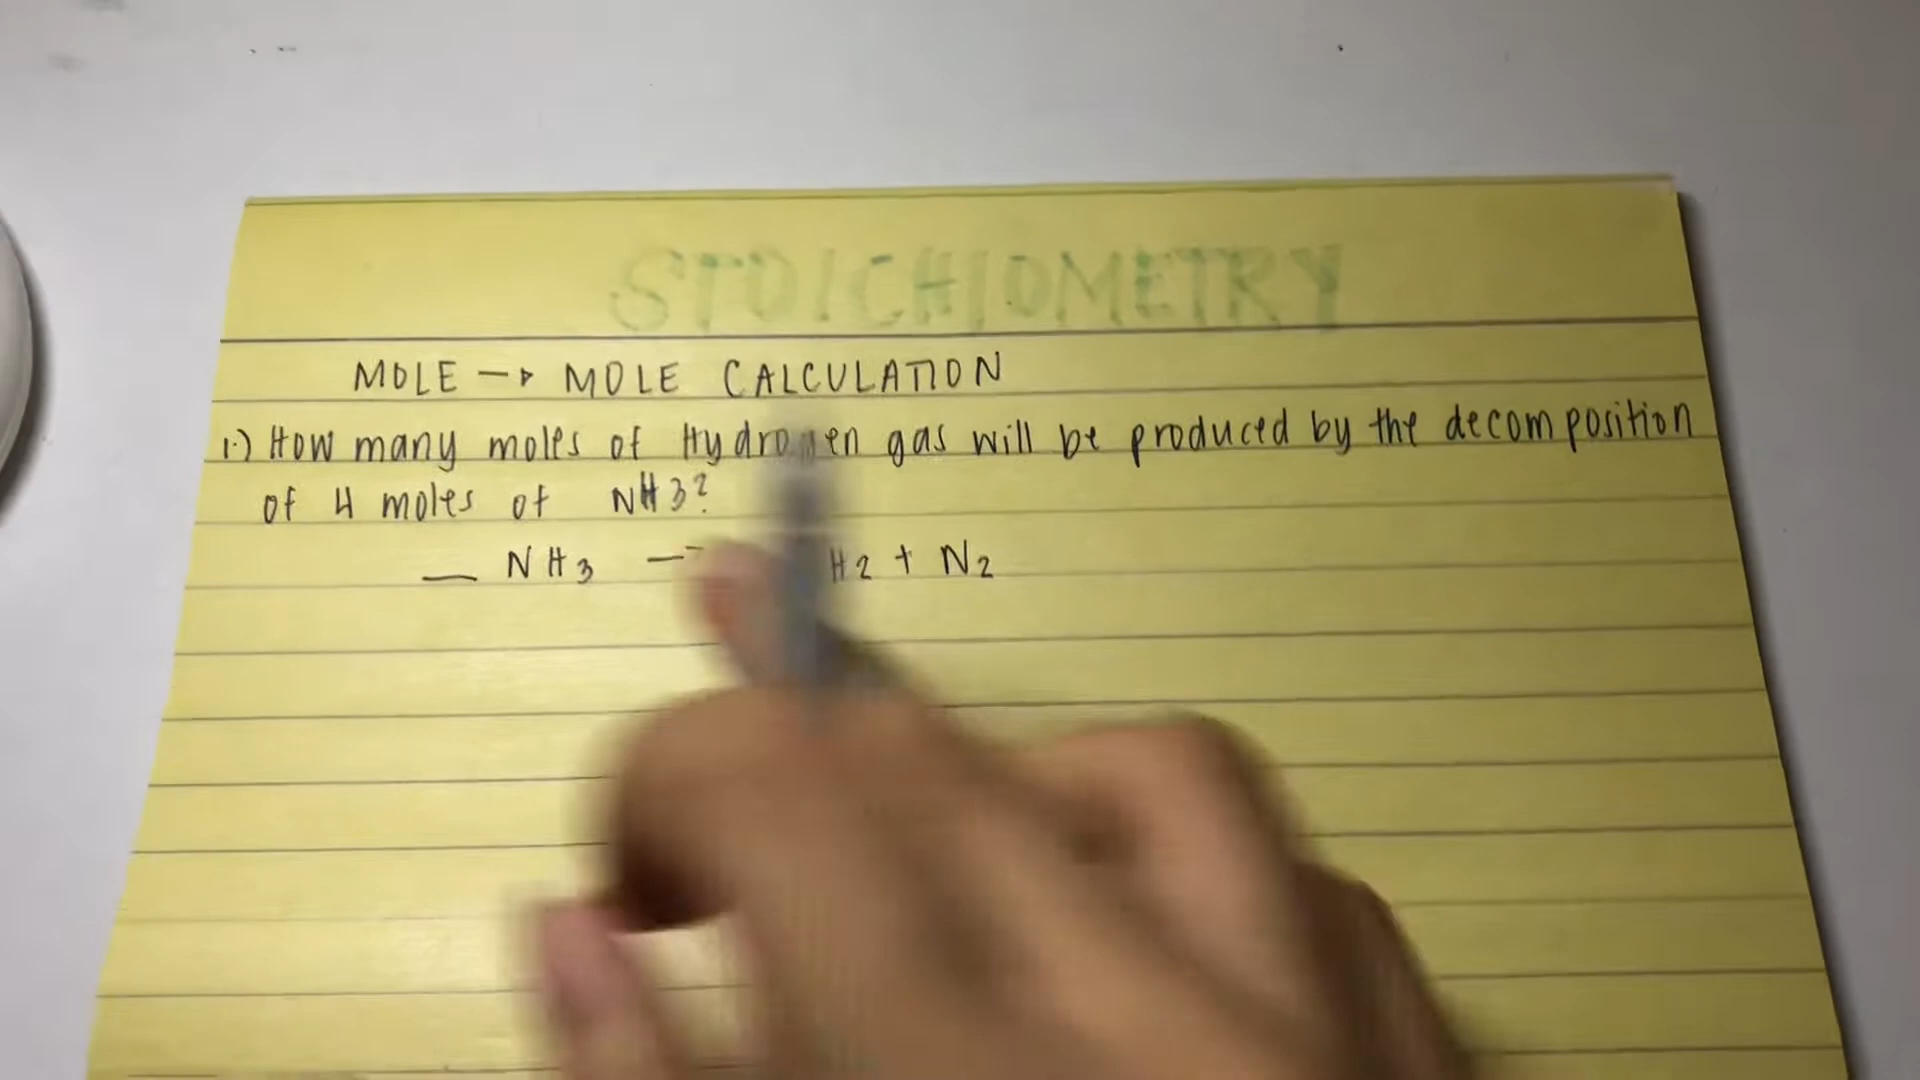 STOICHIOMETRY
MOLE → MOLE CALCULATION
1.) How many moles of Hydrogen gas will be produced by the decomposition
of 4 moles of NH3?
__ NH3 → H2 + N2